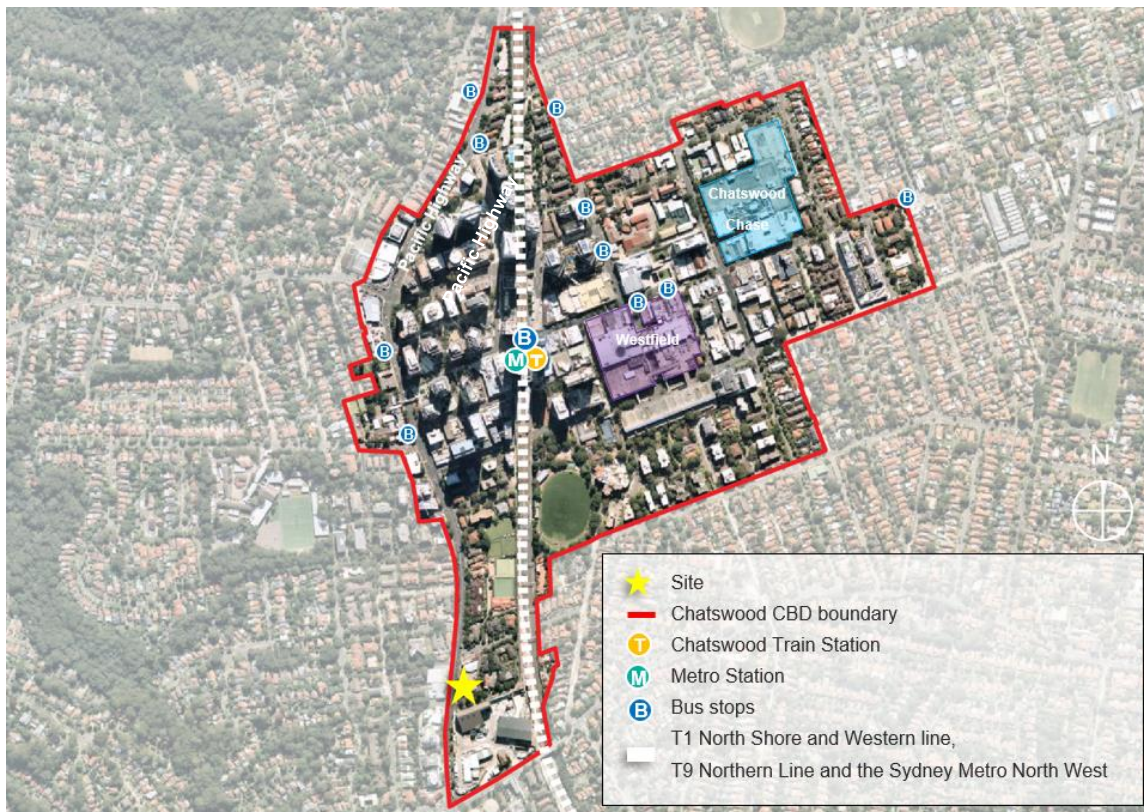 B
B
B
Pacific Highway
Pacific Highway
Chatswood
Chase
B
B
B
B
B
Westfield
B
M T
B
B
N
Site
Chatswood CBD boundary
T Chatswood Train Station
M Metro Station
B Bus stops
T1 North Shore and Western line,
T9 Northern Line and the Sydney Metro North West